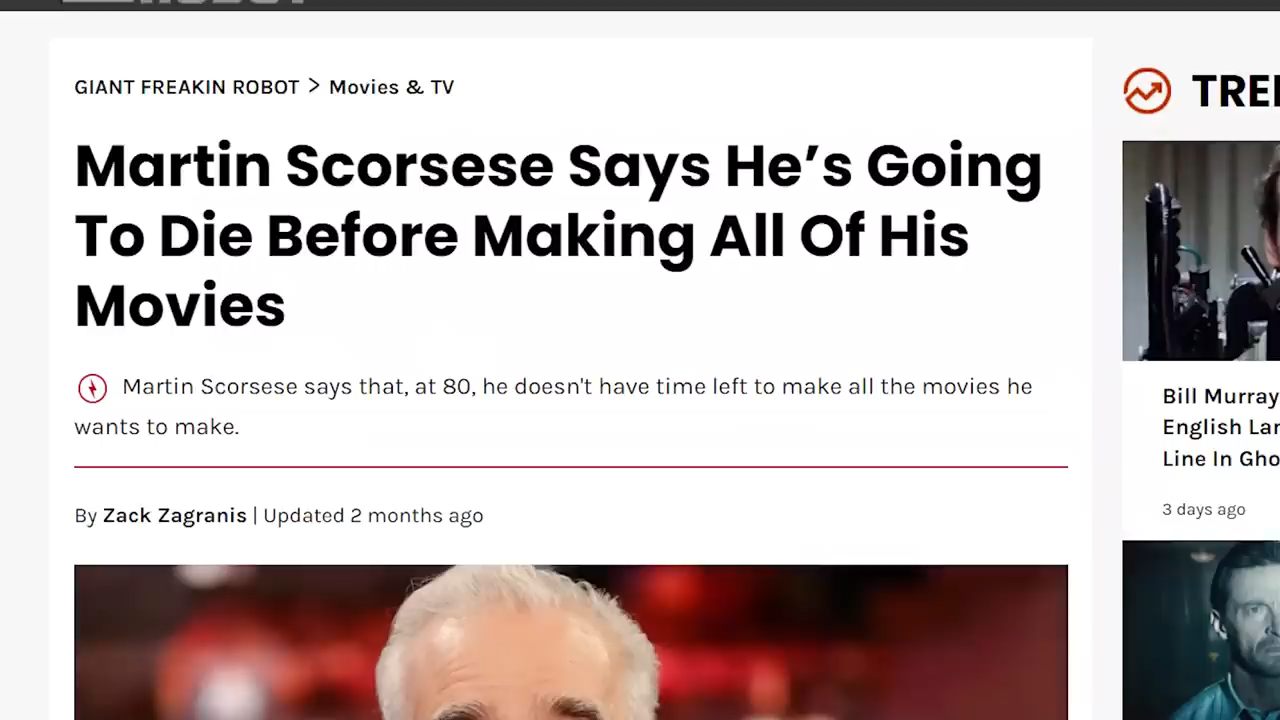 GIANT FREAKIN ROBOT > Movies & TV
Martin Scorsese Says He’s Going
To Die Before Making All Of His
Movies
Martin Scorsese says that, at 80, he doesn't have time left to make all the movies he
wants to make.
By Zack Zagranis | Updated 2 months ago
Bill Murray
English
Line In
3 days ago